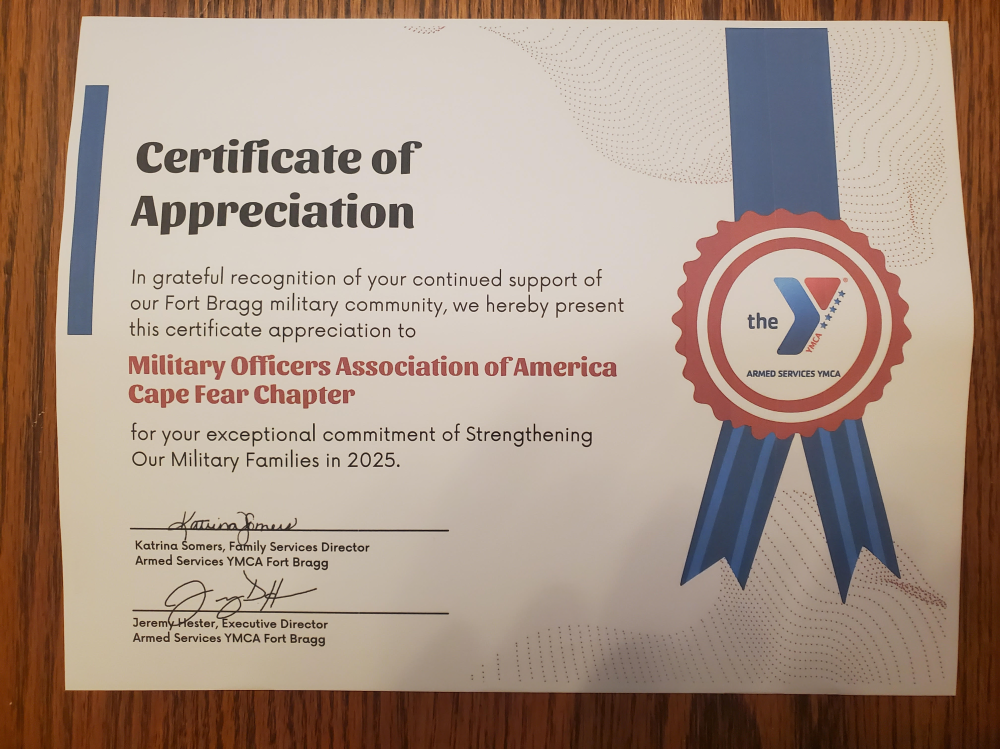 Certificate of
Appreciation
In grateful recognition of your continued support of
our Fort Bragg military community, we hereby present
this certificate appreciation to
Military Officers Association of America
Cape Fear Chapter
for your exceptional commitment of Strengthening
Our Military Families in 2025.
Katrina Somers
Katrina Somers, Family Services Director
Armed Services YMCA Fort Bragg
Jeremy Hester, Executive Director
Armed Services YMCA Fort Bragg
the
YMCA
®
ARMED SERVICES YMCA